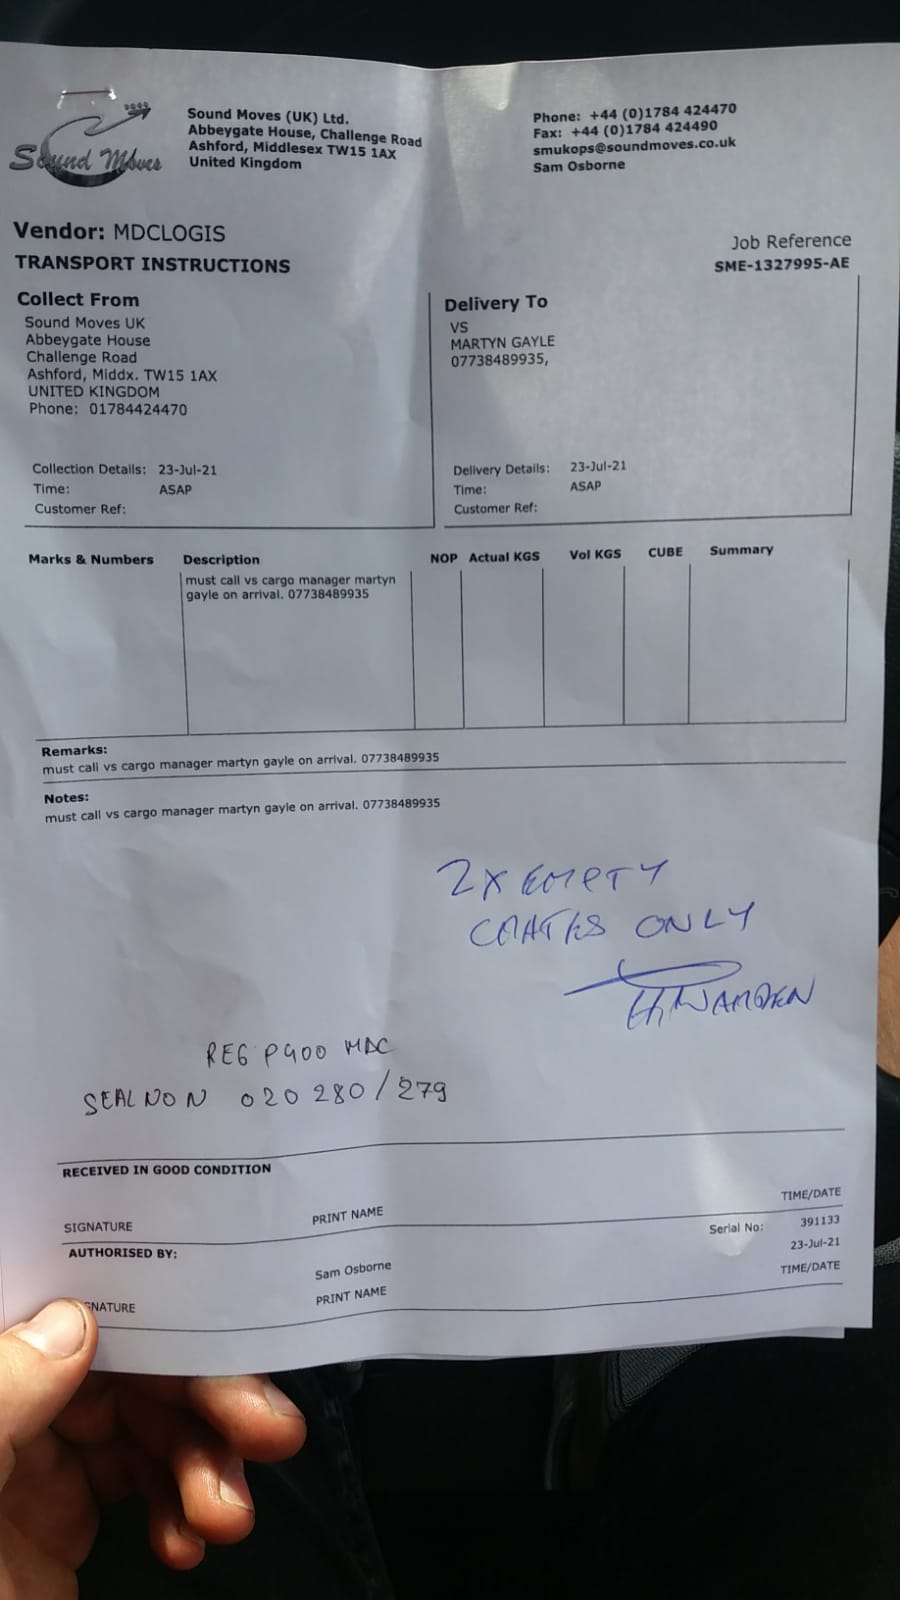 Sound Moves
Sound Moves (UK) Ltd.
Abbeygate House, Challenge Road
Ashford, Middlesex TW15 1AX
United Kingdom
Phone: +44 (0)1784 424470
Fax: +44 (0)1784 424490
smukops@soundmoves.co.uk
Sam Osborne
Vendor: MDCLOGIS
TRANSPORT INSTRUCTIONS
Job Reference
SME-1327995-AE
Collect From
Sound Moves UK
Abbeygate House
Challenge Road
Ashford, Middx. TW15 1AX
UNITED KINGDOM
Phone: 01784424470
Collection Details: 23-Jul-21
Time: ASAP
Customer Ref:
Delivery To
VS
MARTYN GAYLE
07738489935,
Delivery Details: 23-Jul-21
Time: ASAP
Customer Ref:
Marks & Numbers Description NOP Actual KGS Vol KGS CUBE Summary
must call vs cargo manager martyn
gayle on arrival. 07738489935
Remarks:
must call vs cargo manager martyn gayle on arrival. 07738489935
Notes:
must call vs cargo manager martyn gayle on arrival. 07738489935
2X EMPTY
CRATES ONLY
REG P900 MDC
SEAL NO N 020 280/279
RECEIVED IN GOOD CONDITION
SIGNATURE PRINT NAME TIME/DATE
AUTHORISED BY: Serial No: 391133
Sam Osborne 23-Jul-21
GNATURE PRINT NAME TIME/DATE